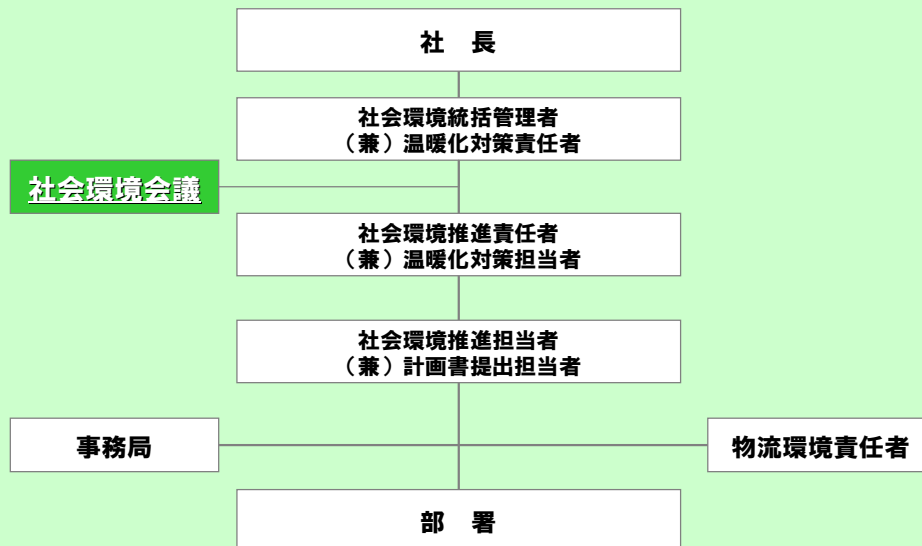 社　長
社会環境統括管理者
（兼）温暖化対策責任者
社会環境会議
社会環境推進責任者
（兼）温暖化対策担当者
社会環境推進担当者
（兼）計画書提出担当者
事務局
物流環境責任者
部　署